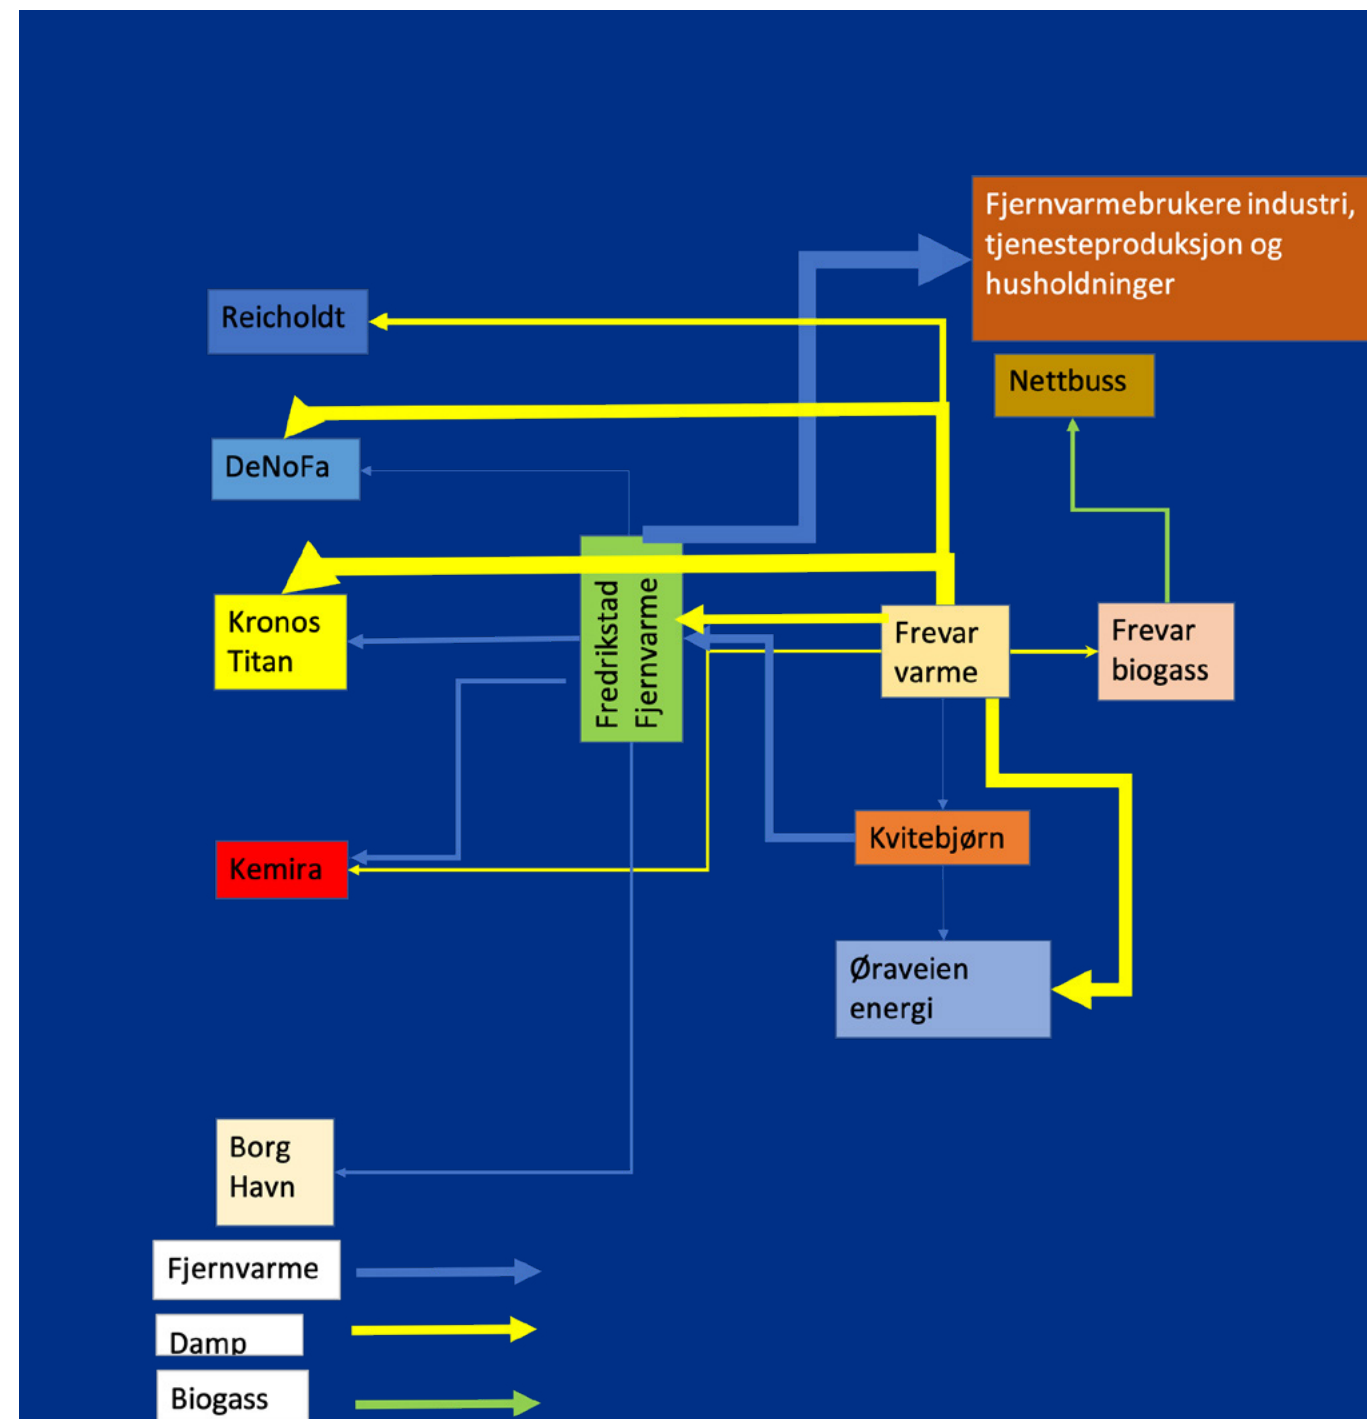 Fjernvarmebrukere industri,
tjenesteproduksjon og
husholdninger
Reicholdt
Nettbuss
DeNoFa
Kronos
Titan
Fredrikstad
Fjernvarme
Frevar
varme
Frevar
biogass
Kvitebjørn
Kemira
Øraveien
energi
Borg
Havn
Fjernvarme
Damp
Biogass